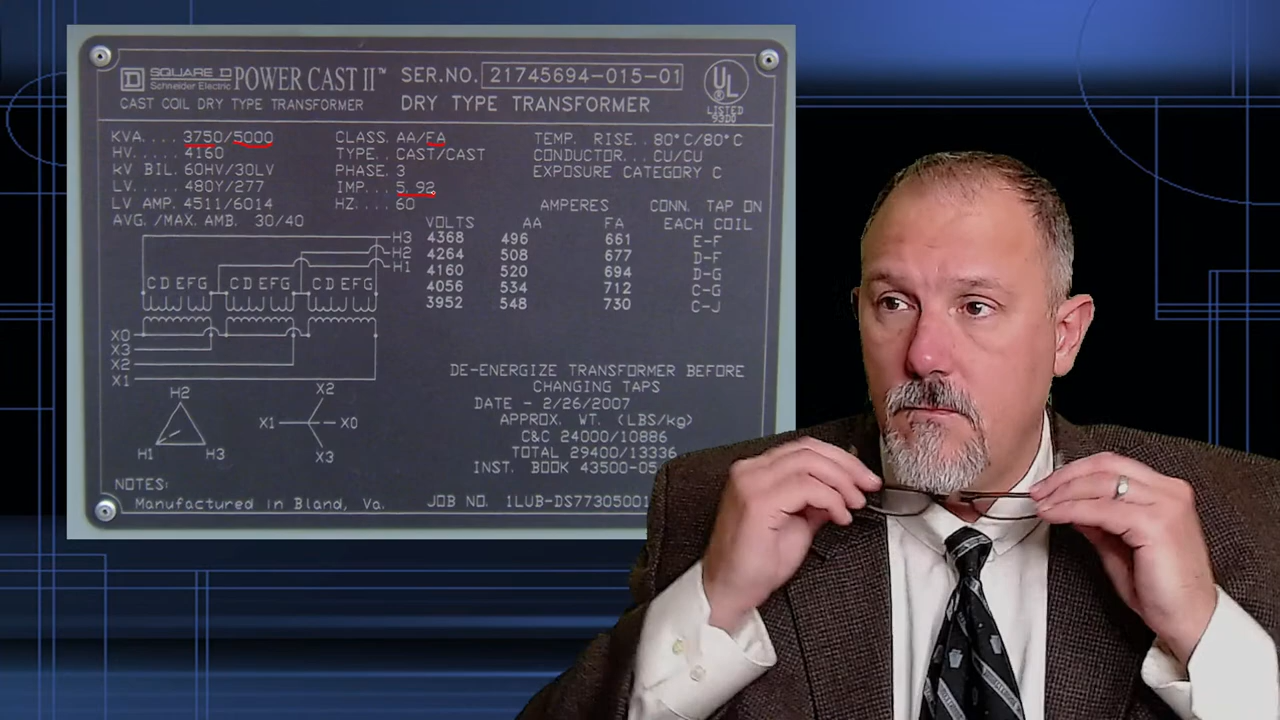 SQUARE D
Schneider Electric
POWER CAST II™
SER.NO. 21745694-015-01
UL
LISTED
93D0
CAST COIL DRY TYPE TRANSFORMER
DRY TYPE TRANSFORMER
KVA.... 3750/5000 CLASS. AA/FA TEMP. RISE. 80°C/80°C
HV..... 4160 TYPE.. CAST/CAST CONDUCTOR... CU/CU
kV BIL. 60HV/30LV PHASE. 3 EXPOSURE CATEGORY C
LV..... 480Y/277 IMP... 5.92
LV AMP. 4511/6014 HZ.... 60
AVG./MAX. AMB. 30/40
AMPERES CONN. TAP ON
VOLTS AA FA EACH COIL
4368 496 661 E-F
4264 508 677 D-F
4160 520 694 D-G
4056 534 712 C-G
3952 548 730 C-J
H3
H2
H1
C D E F G C D E F G C D E F G
X0
X3
X2
X1
H2
H1 H3
X2
X1 X0
X3
DE-ENERGIZE TRANSFORMER BEFORE
CHANGING TAPS
DATE - 2/26/2007
APPROX. WT. (LBS/kg)
C&C 24000/10886
TOTAL 29400/13336
INST. BOOK 43500-05
NOTES:
Manufactured in Bland, Va. JOB NO. 1LUB-DS77305001